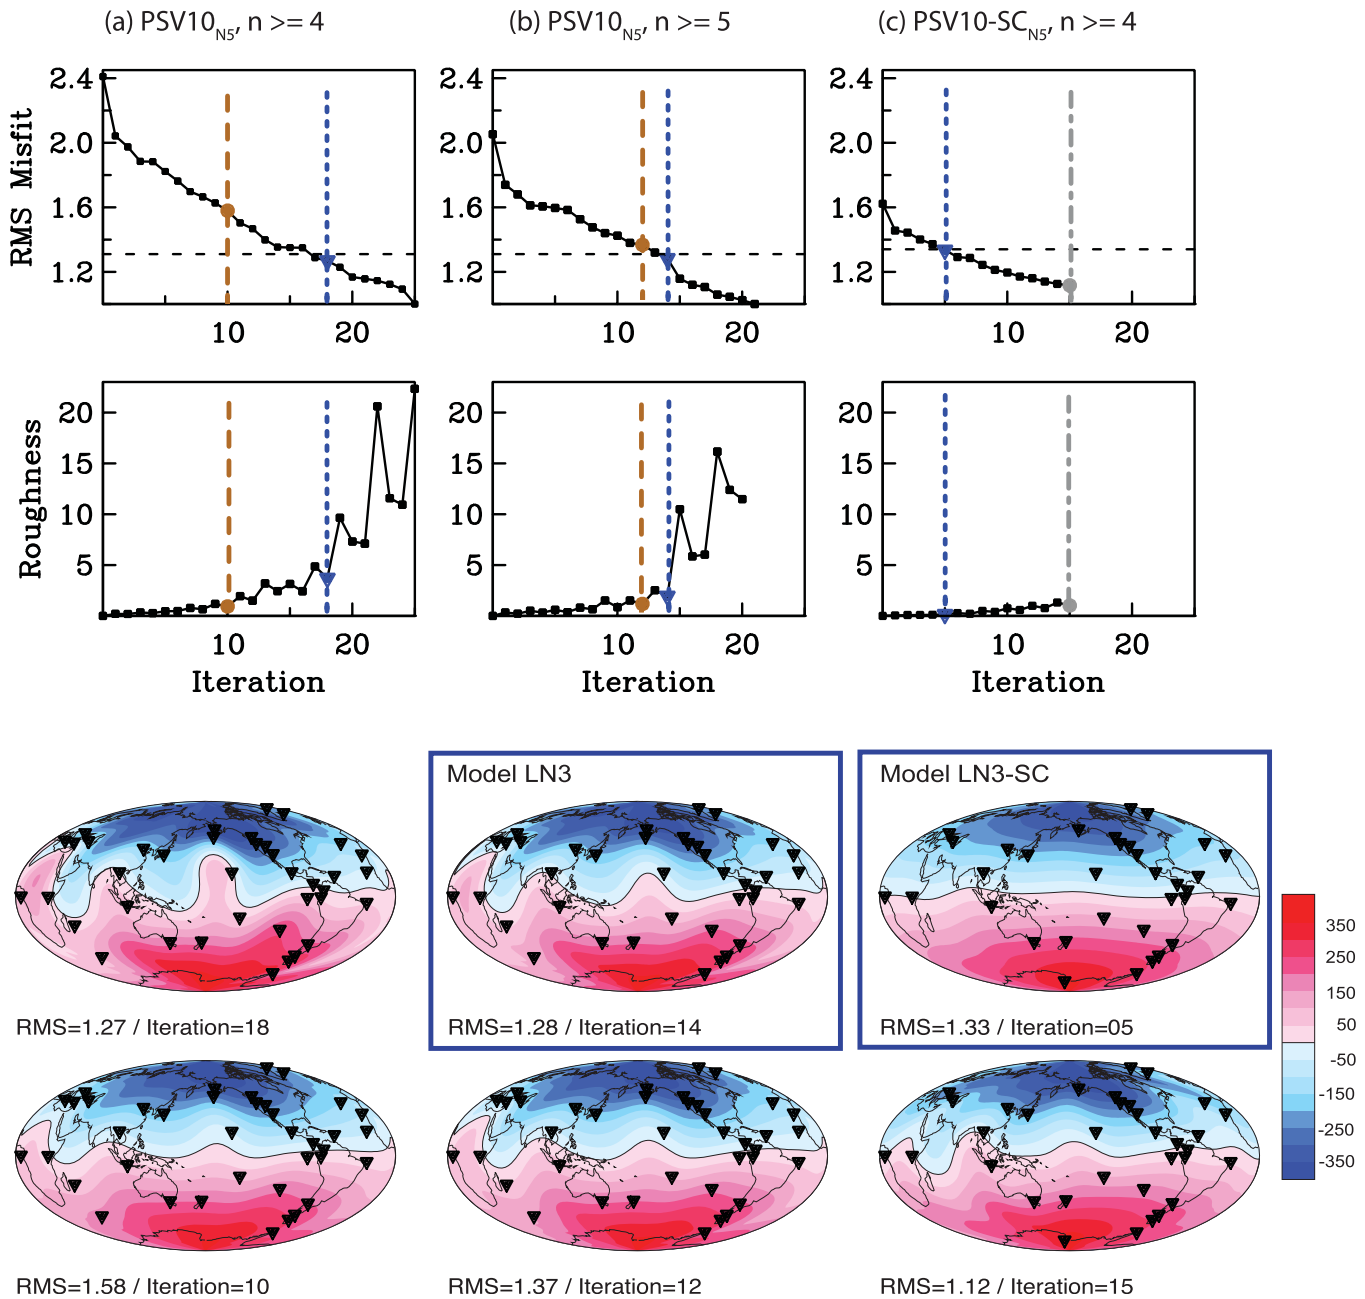 (a) PSV10N5, n >= 4
(b) PSV10N5, n >= 5
(c) PSV10-SCN5, n >= 4
RMS Misfit
2.4
2.0
1.6
1.2
10
20
2.4
2.0
1.6
1.2
10
20
2.4
2.0
1.6
1.2
10
20
Roughness
20
15
10
5
10
20
Iteration
20
15
10
5
10
20
Iteration
20
15
10
5
10
20
Iteration
Model LN3
Model LN3-SC
RMS=1.27 / Iteration=18
RMS=1.28 / Iteration=14
RMS=1.33 / Iteration=05
350
250
150
50
-50
-150
-250
-350
RMS=1.58 / Iteration=10
RMS=1.37 / Iteration=12
RMS=1.12 / Iteration=15